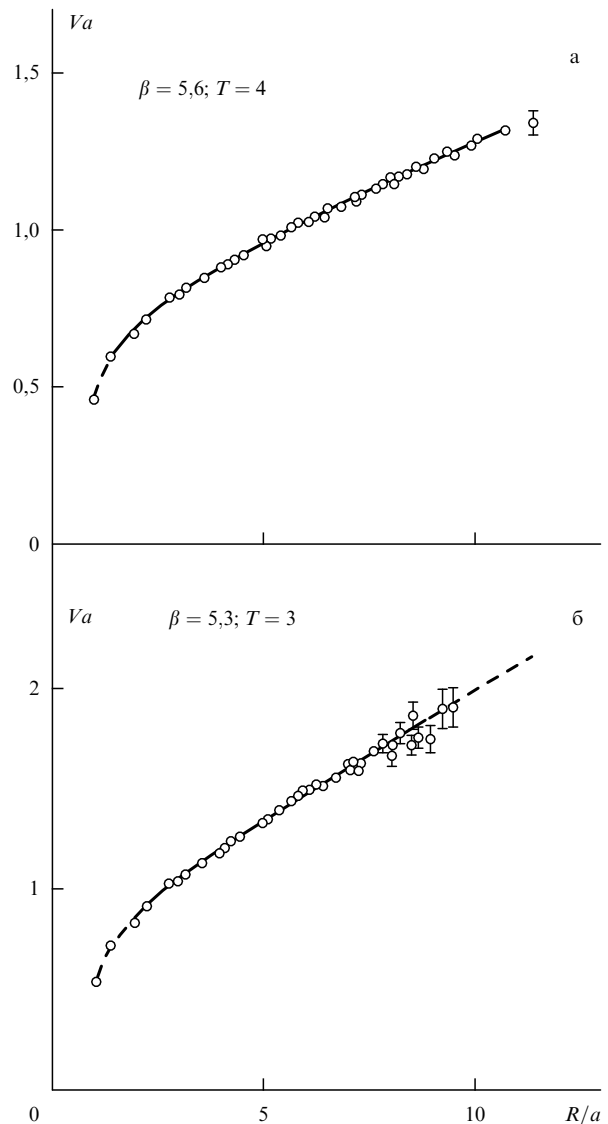 Va
1,5
β = 5,6; T = 4
а
1,0
0,5
0
Va
β = 5,3; T = 3
б
2
1
0
5
10
R/a